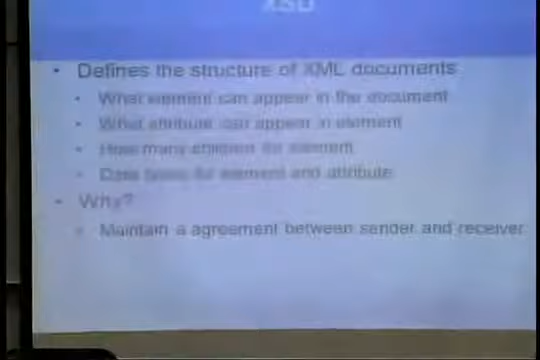 XSD
Defines the structure of XML documents
What element can appear in the document
What attribute can appear in element
How many children for element
Data types for element and attribute
Why?
Maintain a agreement between sender and receiver